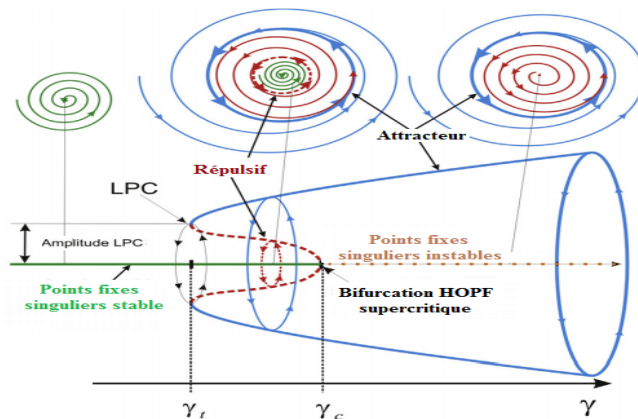 Attracteur
Répulsif
LPC
Amplitude LPC
Points fixes
singuliers instables
Points fixes
singuliers stable
Bifurcation HOPF
supercritique
γt
γc
γ